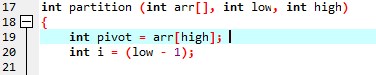 17 int partition (int arr[], int low, int high)
18 {
19 int pivot = arr[high];
20 int i = (low - 1);
21